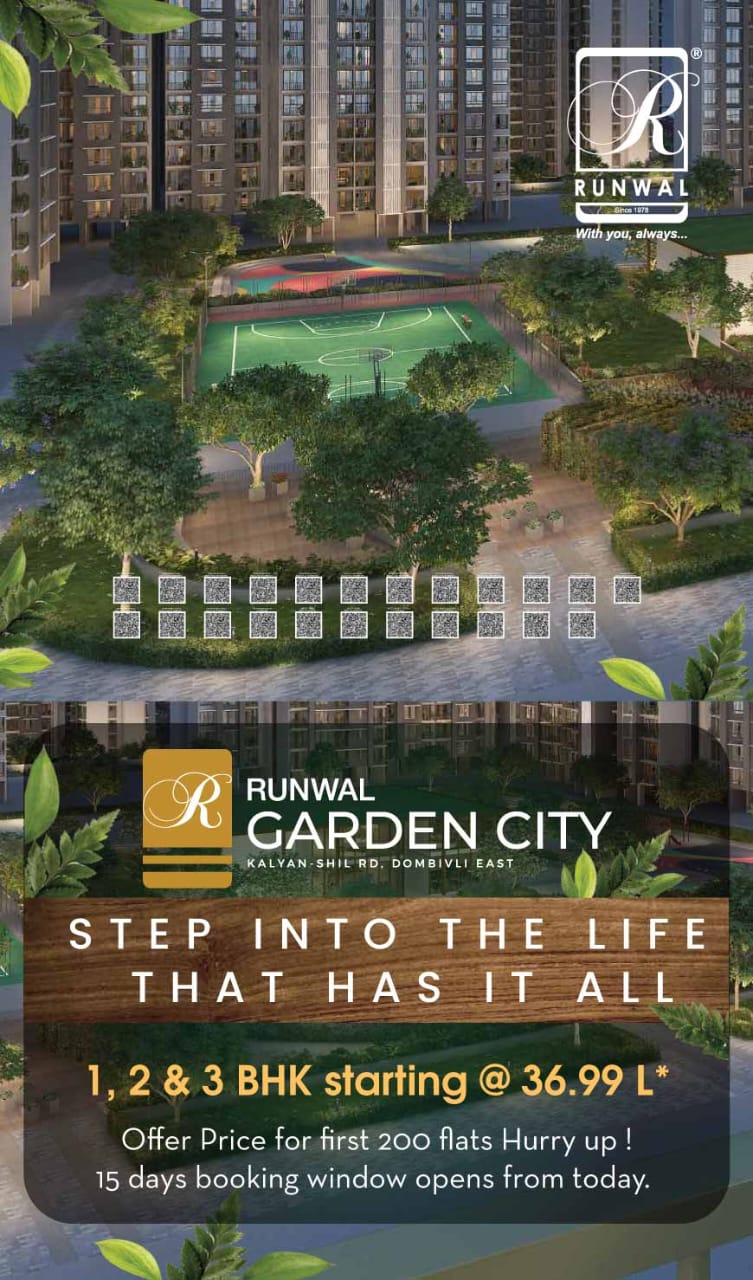 R
®
RUNWAL
Since 1978
With you, always...
R
RUNWAL
GARDEN CITY
KALYAN-SHIL RD, DOMBIVLI EAST
STEP INTO THE LIFE
THAT HAS IT ALL
1, 2 & 3 BHK starting @ 36.99 L*
Offer Price for first 200 flats Hurry up !
15 days booking window opens from today.